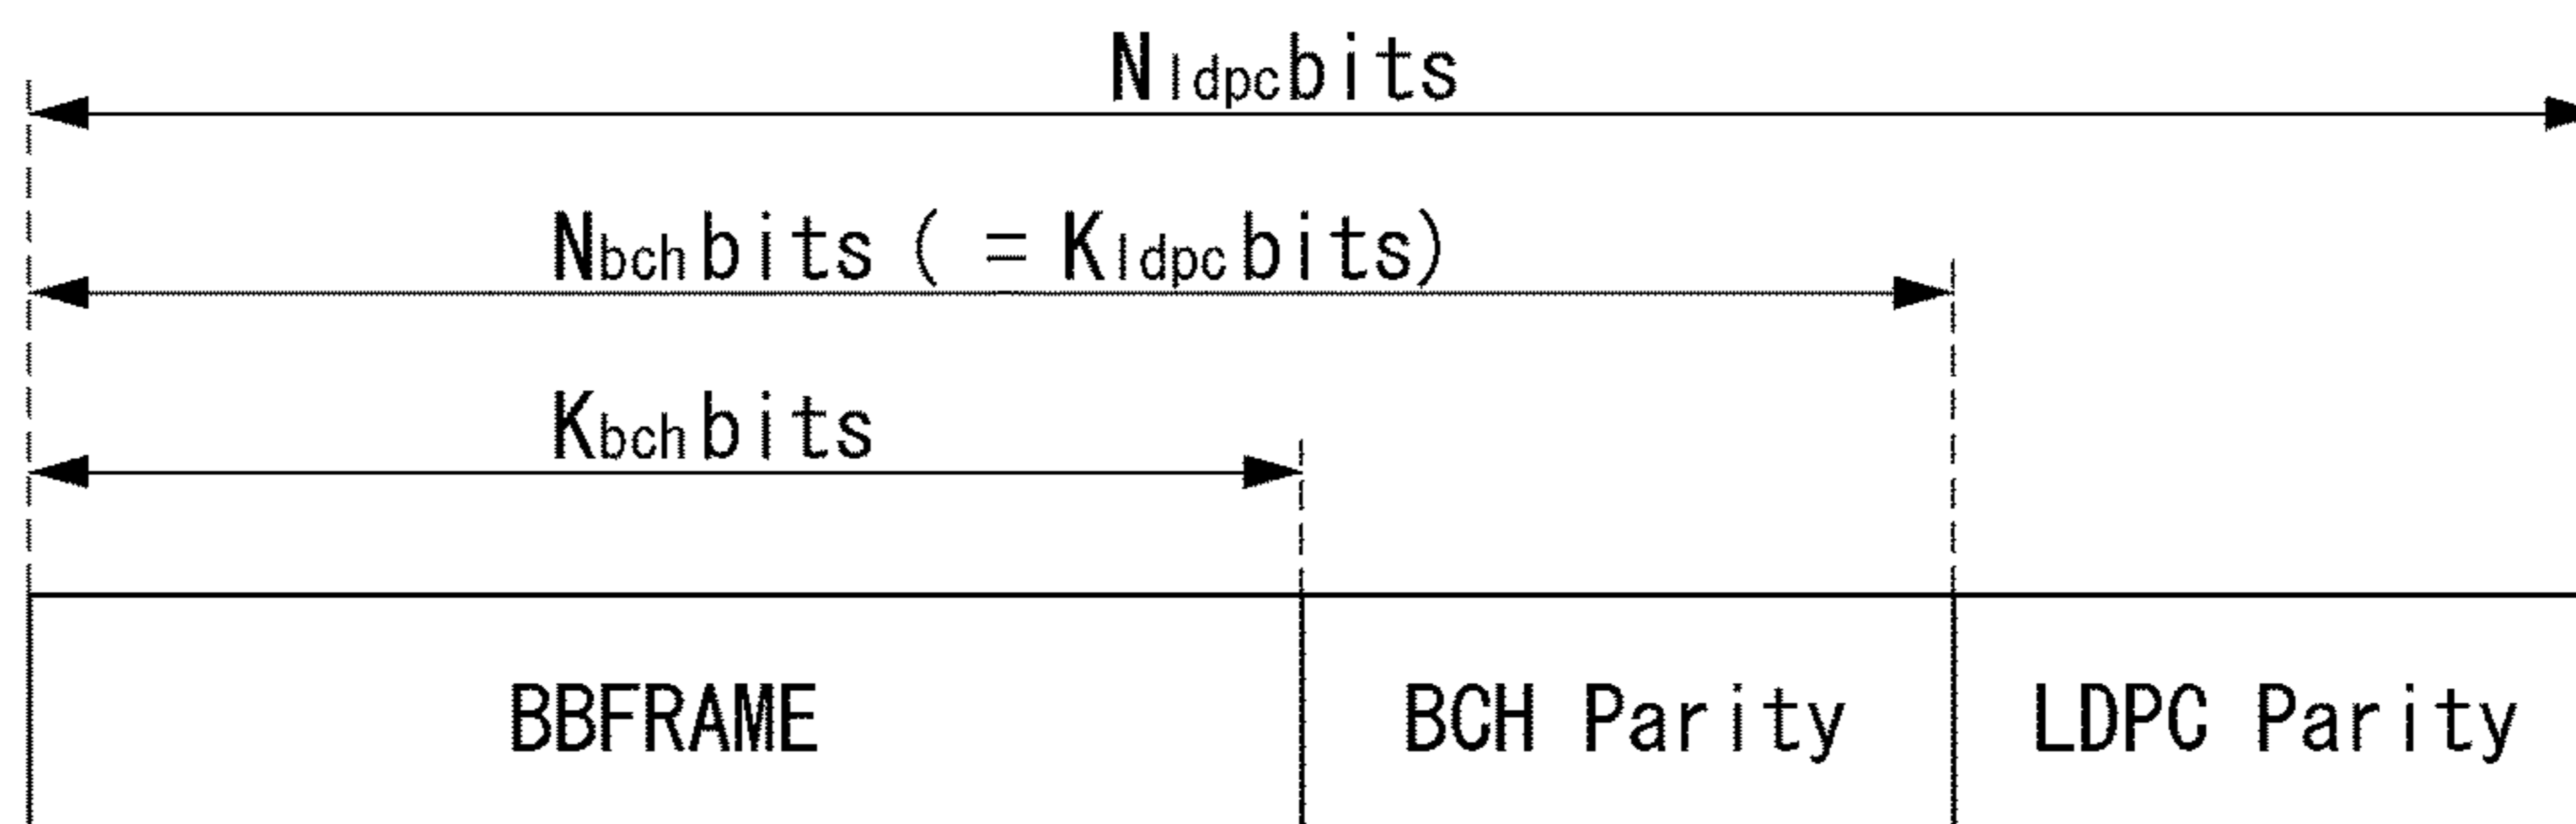 Nldpcbits
Nbchbits ( = Kldpcbits)
Kbchbits
BBFRAME BCH Parity LDPC Parity